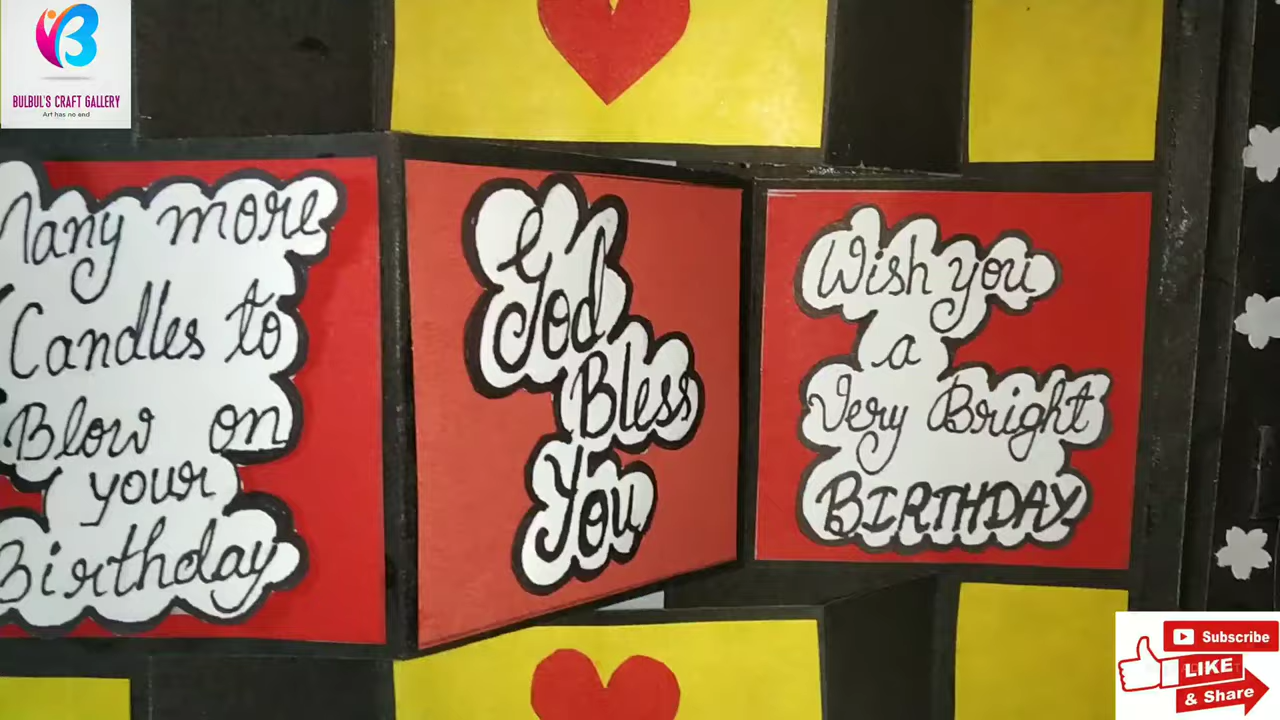 BULBUL'S CRAFT GALLERY
Art has no end
Many more
Candles to
Blow on
your
Birthday
God
Bless
You
Wish you
a
Very Bright
BIRTHDAY
Subscribe
LIKE
& Share